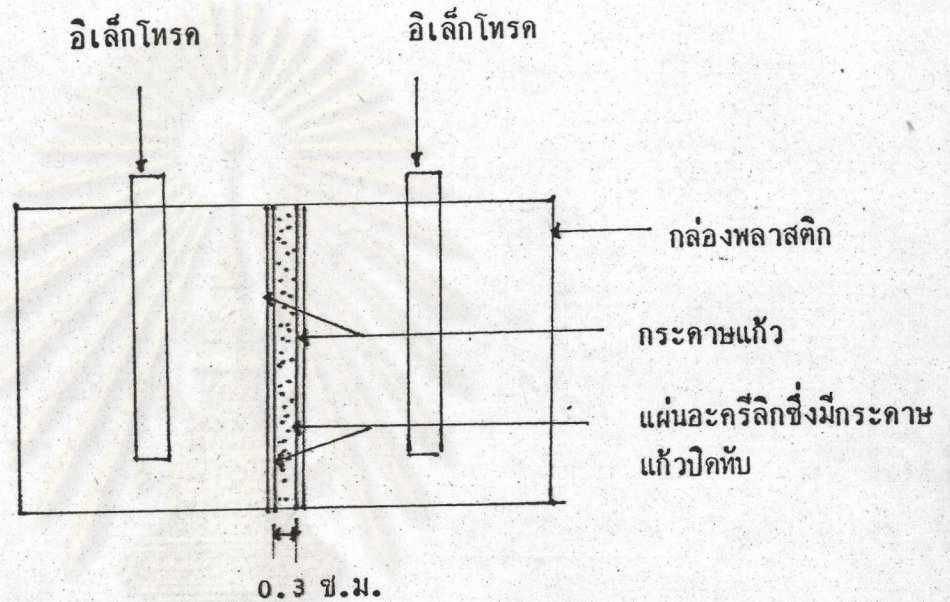 อิเล็กโทรด
อิเล็กโทรด
กล่องพลาสติก
กระดาษแก้ว
แผ่นอะครีลิกซึ่งมีกระดาษ
แก้วปิดทับ
0.3 ซ.ม.